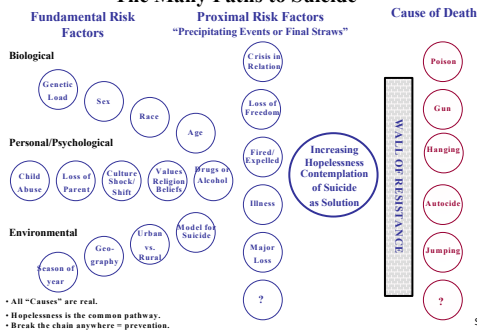 The Many Paths to Suicide
Fundamental Risk
Factors
Proximal Risk Factors
“Precipitating Events or Final Straws”
Cause of Death
Biological
Genetic
Load
Sex
Race
Age
Personal/Psychological
Child
Abuse
Loss of
Parent
Culture
Shock/
Shift
Values
Religion
Beliefs
Drugs or
Alcohol
Environmental
Season of
year
Geo-
graphy
Urban
vs.
Rural
Model for
Suicide
Crisis in
Relation
Loss of
Freedom
Fired/
Expelled
Illness
Major
Loss
?
Increasing
Hopelessness
Contemplation
of Suicide
as Solution
WALL OF RESISTANCE
Poison
Gun
Hanging
Autocide
Jumping
?
• All “Causes” are real.
• Hopelessness is the common pathway.
• Break the chain anywhere = prevention.